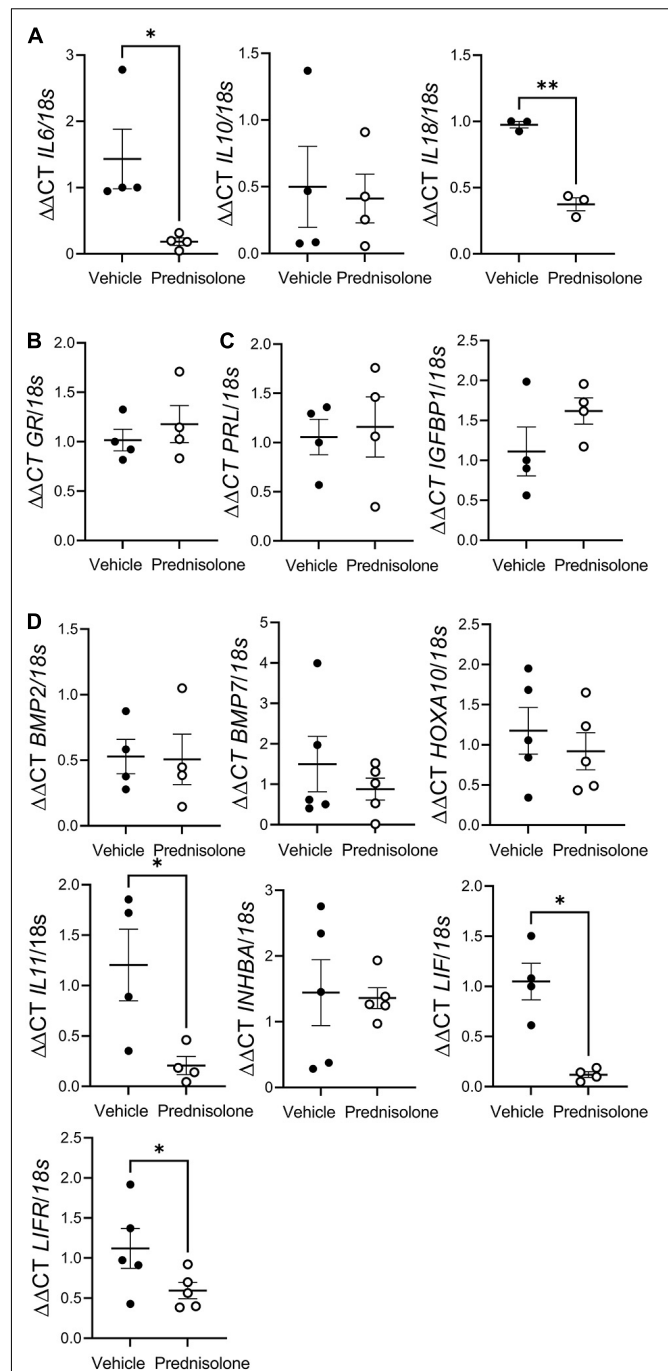 A
ΔΔCT IL6/18s
3
2
1
0
*
Vehicle Prednisolone
ΔΔCT IL10/18s
1.5
1.0
0.5
0.0
Vehicle Prednisolone
ΔΔCT IL18/18s
1.5
1.0
0.5
0.0
**
Vehicle Prednisolone
B
ΔΔCT GR/18s
2.0
1.5
1.0
0.5
0.0
Vehicle Prednisolone
C
ΔΔCT PRL/18s
2.0
1.5
1.0
0.5
0.0
Vehicle Prednisolone
ΔΔCT IGFBP1/18s
2.5
2.0
1.5
1.0
0.5
0.0
Vehicle Prednisolone
D
ΔΔCT BMP2/18s
1.5
1.0
0.5
0.0
Vehicle Prednisolone
ΔΔCT BMP7/18s
5
4
3
2
1
0
Vehicle Prednisolone
ΔΔCT HOXA10/18s
2.5
2.0
1.5
1.0
0.5
0.0
Vehicle Prednisolone
ΔΔCT IL11/18s
2.0
1.5
1.0
0.5
0.0
*
Vehicle Prednisolone
ΔΔCT INHBA/18s
3
2
1
0
Vehicle Prednisolone
ΔΔCT LIF/18s
2.0
1.5
1.0
0.5
0.0
*
Vehicle Prednisolone
ΔΔCT LIFR/18s
2.5
2.0
1.5
1.0
0.5
0.0
*
Vehicle Prednisolone